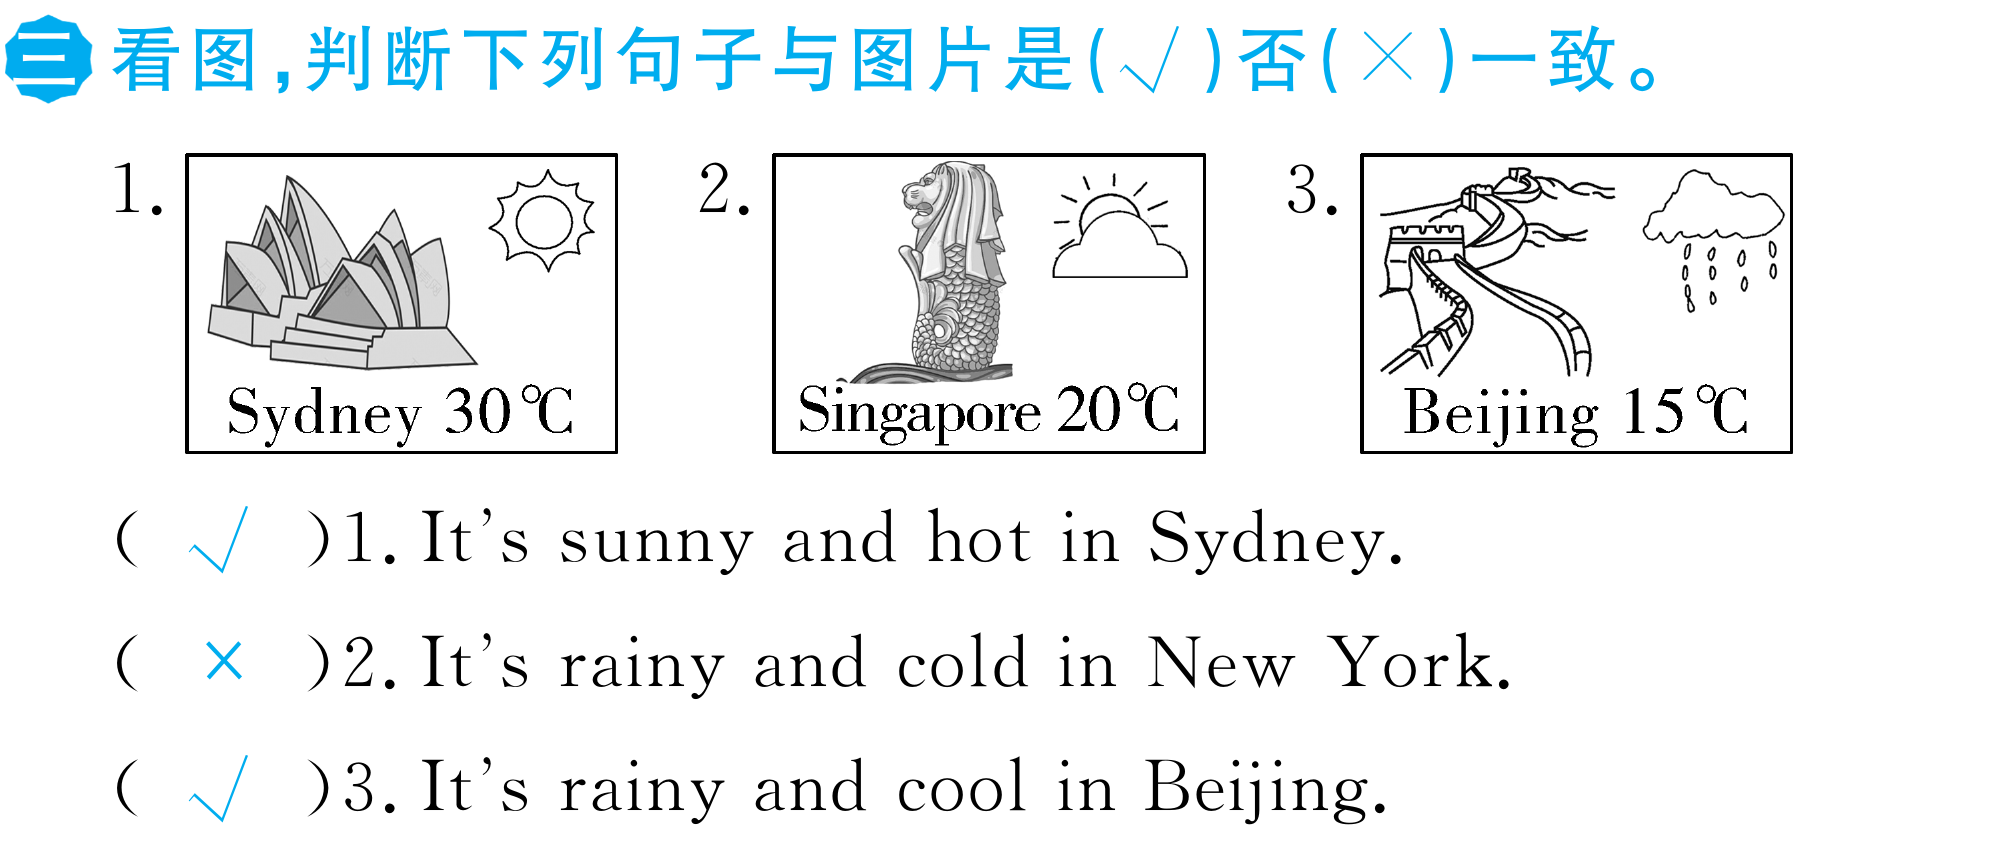 三 看图,判断下列句子与图片是(√)否(×)一致。
1. 2. 3.
Sydney 30℃ Singapore 20℃ Beijing 15℃
( √ )1. It's sunny and hot in Sydney.
( × )2. It's rainy and cold in New York.
( √ )3. It's rainy and cool in Beijing.